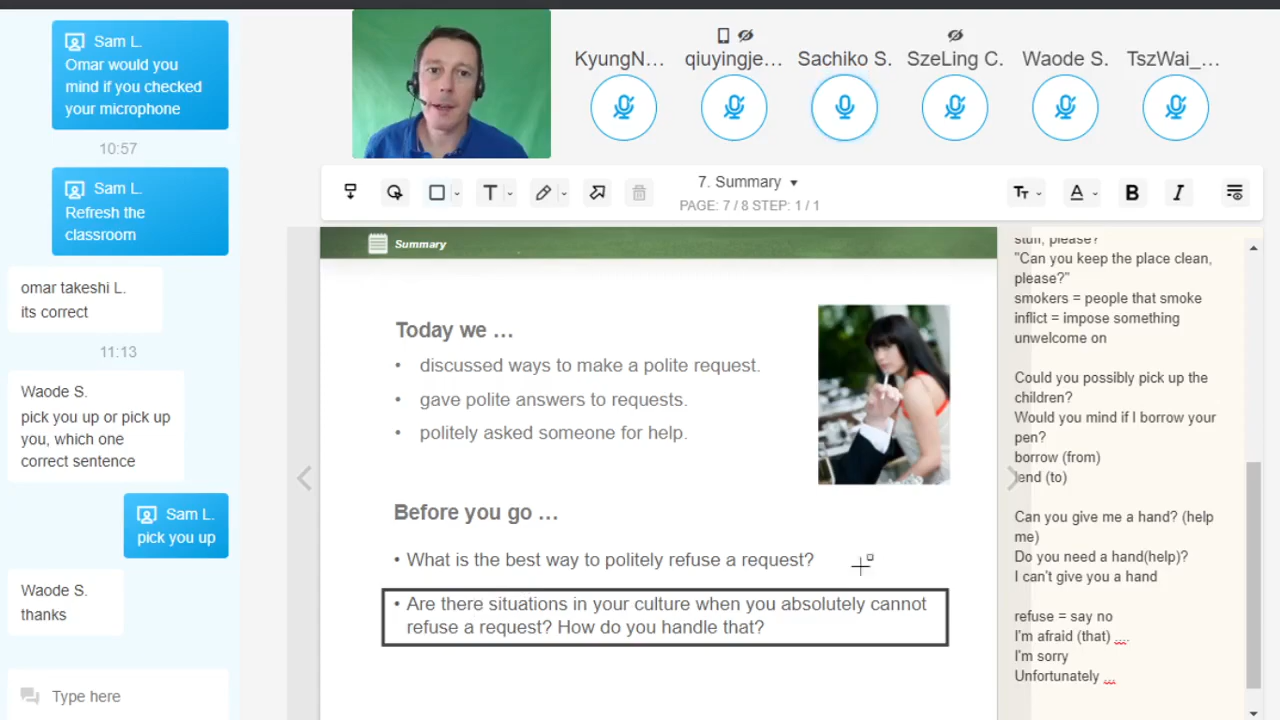 Sam L.
Omar would you
mind if you checked
your microphone
10:57
Sam L.
Refresh the
classroom
omar takeshi L.
its correct
11:13
Waode S.
pick you up or pick up
you, which one
correct sentence
Sam L.
pick you up
Waode S.
thanks
Type here
KyungN...
qiuyingje...
Sachiko S.
SzeLing C.
Waode S.
TszWai_...
7. Summary
PAGE: 7 / 8 STEP: 1 / 1
T
TT
A
B
I
Summary
Today we ...
• discussed ways to make a polite request.
• gave polite answers to requests.
• politely asked someone for help.
Before you go ...
• What is the best way to politely refuse a request?
• Are there situations in your culture when you absolutely cannot
refuse a request? How do you handle that?
stuff, please?
"Can you keep the place clean,
please?"
smokers = people that smoke
inflict = impose something
unwelcome on
Could you possibly pick up the
children?
Would you mind if I borrow your
pen?
borrow (from)
lend (to)
Can you give me a hand? (help
me)
Do you need a hand(help)?
I can't give you a hand
refuse = say no
I'm afraid (that) ....
I'm sorry
Unfortunately ...